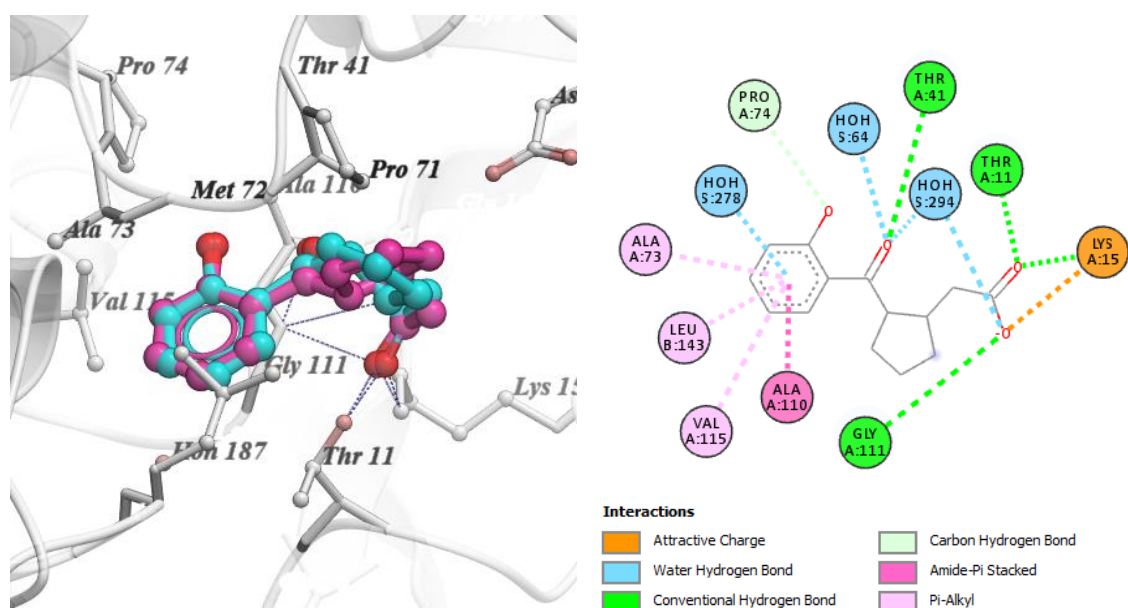 Pro 74
Thr 41
As
Pro 71
Met 72
Ala 110
Ala 73
Val 115
Gly 111
Lys 15
Hon 187
Thr 11
THR
A:41
PRO
A:74
HOH
S:64
THR
A:11
HOH
S:278
HOH
S:294
O
O
O
ALA
A:73
LYS
A:15
-O
LEU
B:143
ALA
A:110
VAL
A:115
GLY
A:111
Interactions
Attractive Charge
Water Hydrogen Bond
Conventional Hydrogen Bond
Carbon Hydrogen Bond
Amide-Pi Stacked
Pi-Alkyl